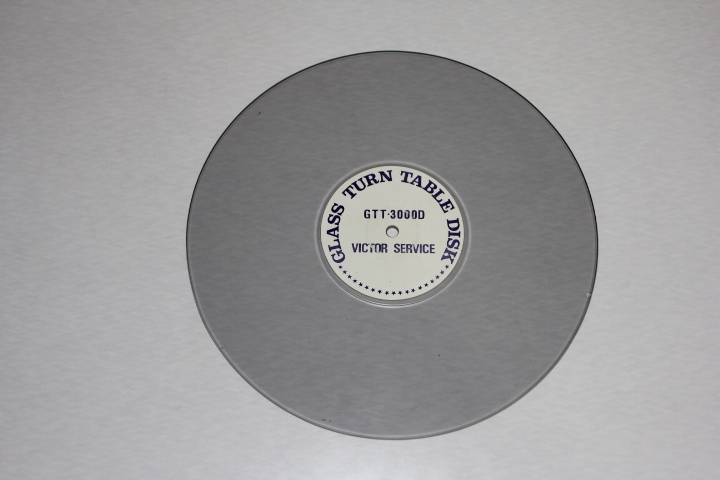 GLASS TURN TABLE DISK
GTT-3000D
VICTOR SERVICE